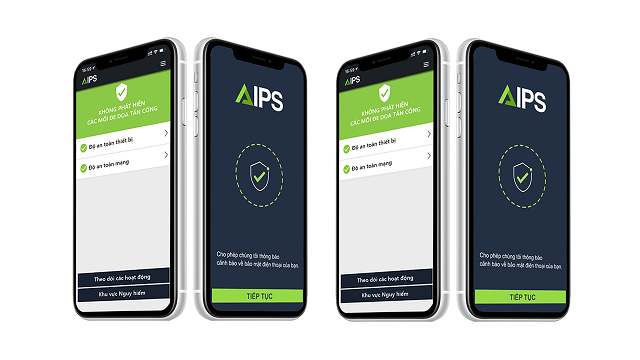 15:50
AIPS
KHÔNG PHÁT HIỆN
CÁC MỐI ĐE DỌA TẤN CÔNG
Độ an toàn thiết bị
Độ an toàn mạng
Theo dõi các hoạt động
Khu vực Nguy hiểm
AIPS
Cho phép chúng tôi thông báo
cảnh báo về bảo mật điện thoại của bạn.
TIẾP TỤC
15:50
AIPS
KHÔNG PHÁT HIỆN
CÁC MỐI ĐE DỌA TẤN CÔNG
Độ an toàn thiết bị
Độ an toàn mạng
Theo dõi các hoạt động
Khu vực Nguy hiểm
AIPS
Cho phép chúng tôi thông báo
cảnh báo về bảo mật điện thoại của bạn.
TIẾP TỤC